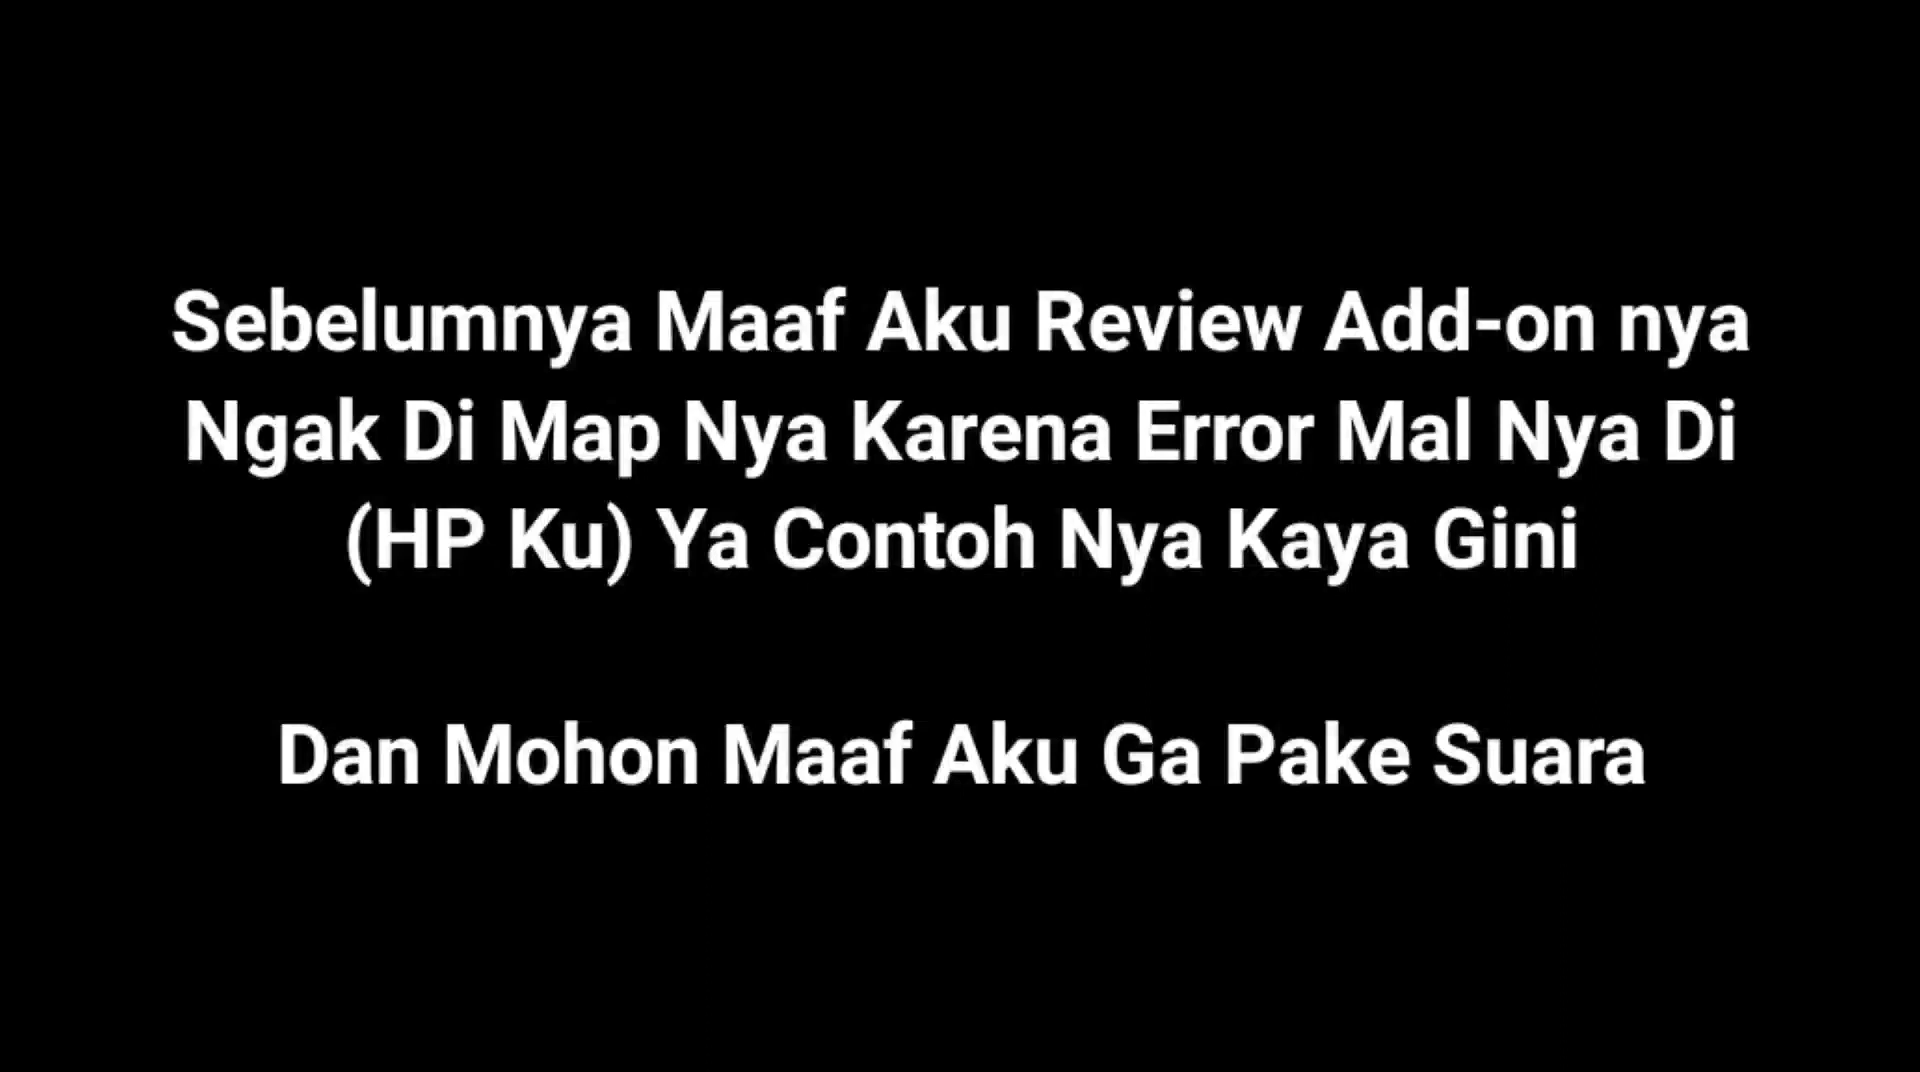 Sebelumnya Maaf Aku Review Add-on nya
Ngak Di Map Nya Karena Error Mal Nya Di
(HP Ku) Ya Contoh Nya Kaya Gini
Dan Mohon Maaf Aku Ga Pake Suara